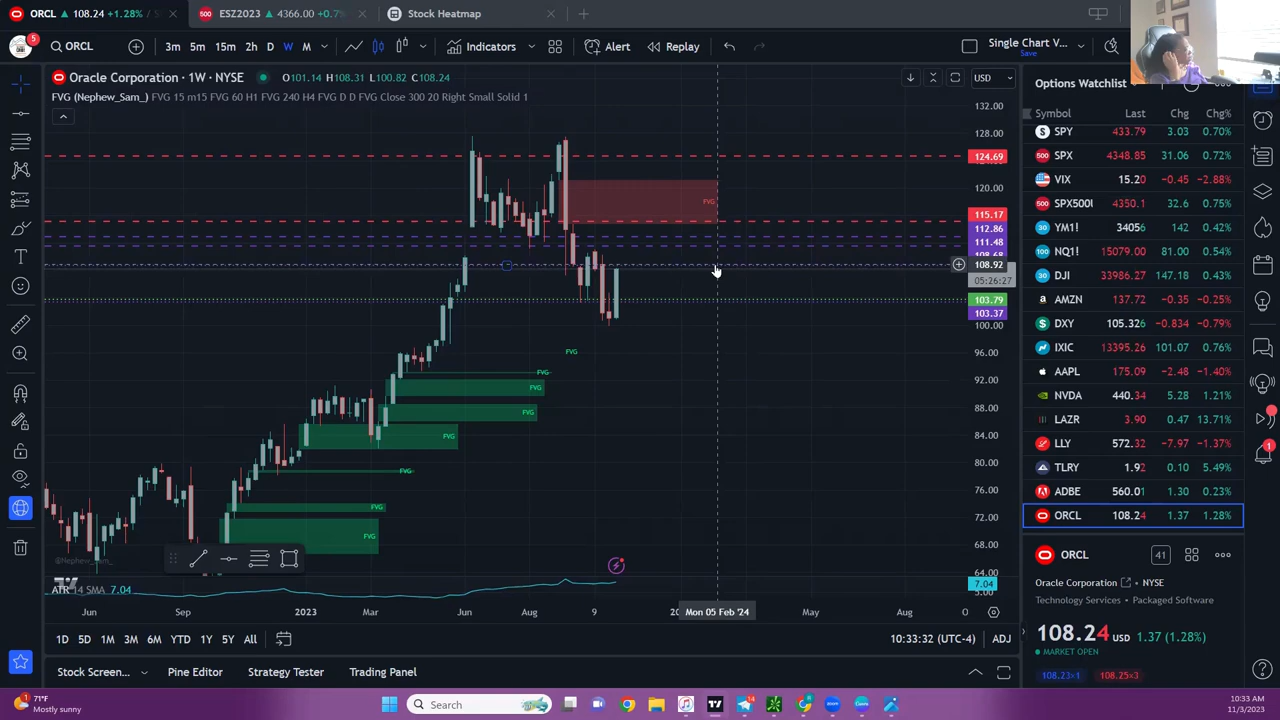 ORCL ▲ 108.24 +1.28% ×
500 ESZ2023 ▲ 4366.00 +0.7% ×
Stock Heatmap × +
5
ORCL
3m 5m 15m 2h D W M
Indicators
Alert
Replay
Single Chart V...
Save
Oracle Corporation · 1W · NYSE
O101.14 H108.31 L100.82 C108.24
FVG (Nephew_Sam_) FVG 15 m15 FVG 60 H1 FVG 240 H4 FVG D D FVG Close 300 20 Right Small Solid 1
USD
132.00
128.00
124.69
120.00
115.17
112.86
111.48
108.92
05:26:27
103.79
103.37
100.00
96.00
92.00
88.00
84.00
80.00
76.00
72.00
68.00
64.00
7.04
FVG
FVG
FVG
FVG
FVG
FVG
FVG
FVG
FVG
@Nephew_Sam_
ATR 14 SMA 7.04
Jun Sep 2023 Mar Jun Aug 9 Mon 05 Feb '24 May Aug
1D 5D 1M 3M 6M YTD 1Y 5Y All
10:33:32 (UTC-4)
ADJ
Stock Screen...
Pine Editor
Strategy Tester
Trading Panel
Options Watchlist
Symbol Last Chg Chg%
SPY 433.79 3.03 0.70%
SPX 4348.85 31.06 0.72%
VIX 15.20 −0.45 −2.88%
SPX500 4350.1 32.6 0.75%
YM1! 34056 142 0.42%
NQ1! 15079.00 81.00 0.54%
DJI 33986.27 147.18 0.43%
AMZN 137.72 −0.35 −0.25%
DXY 105.326 −0.834 −0.79%
IXIC 13395.26 101.07 0.76%
AAPL 175.09 −2.48 −1.40%
NVDA 440.34 5.28 1.21%
LAZR 3.90 0.47 13.71%
LLY 572.32 −7.97 −1.37%
TLRY 1.92 0.10 5.49%
ADBE 560.01 1.30 0.23%
ORCL 108.24 1.37 1.28%
1
ORCL
41
Oracle Corporation · NYSE
Technology Services • Packaged Software
108.24 USD 1.37 (1.28%)
MARKET OPEN
108.23×1
108.25×3
71°F
Mostly sunny
Search
10:33 AM
11/3/2023